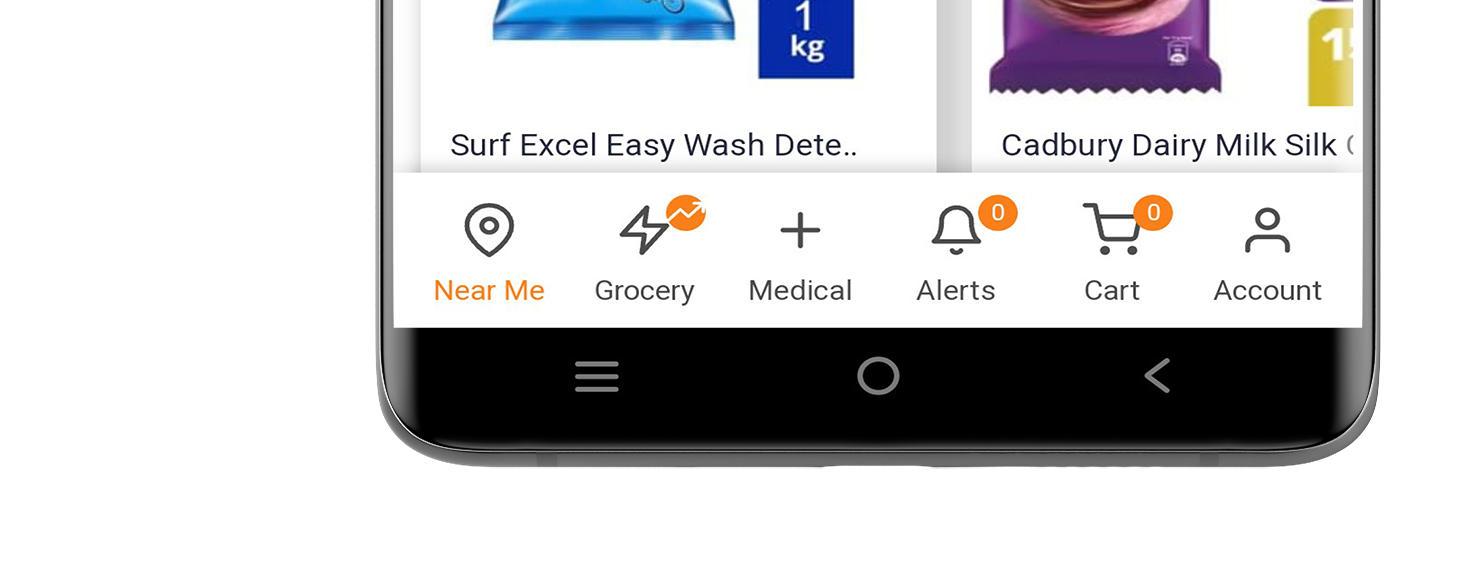 1
kg
Surf Excel Easy Wash Dete..
Cadbury Dairy Milk Silk
0
0
Near Me
Grocery
Medical
Alerts
Cart
Account